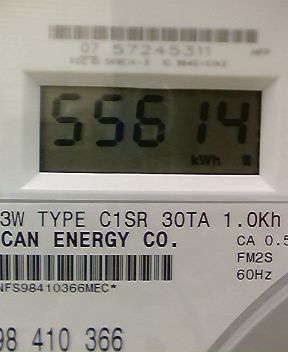 07 57245311
55614
kWh
3W TYPE C1SR 30TA 1.0Kh
CAN ENERGY CO.
CA 0.5
FM2S
60Hz
NFS98410366MEC*
98 410 366